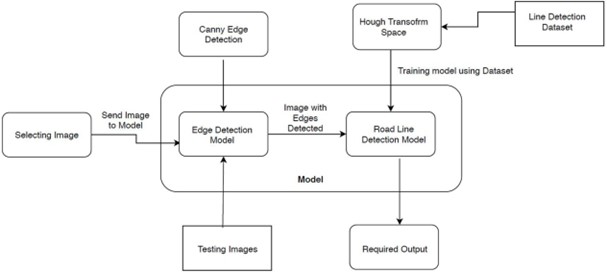 Canny Edge
Detection
Hough Transofrm
Space
Line Detection
Dataset
Training model using Dataset
Send Image
to Model
Image with
Edges
Detected
Selecting Image
Edge Detection
Model
Road Line
Detection Model
Model
Testing Images
Required Output